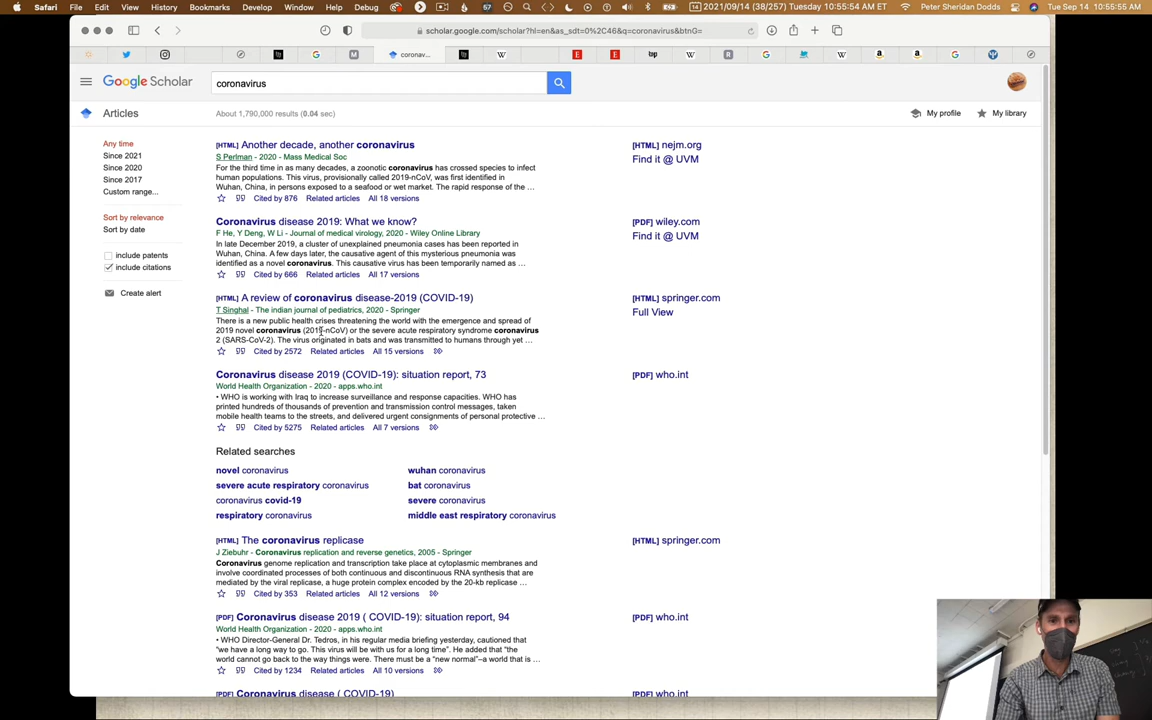 Safari File Edit View History Bookmarks Develop Window Help Debug 57 2021/09/14 (38/257) Tuesday 10:55:54 AM ET Peter Sheridan Dodds Tue Sep 14 10:55:55 AM
scholar.google.com/scholar?hl=en&as_sdt=0%2C46&q=coronavirus&btnG=
coronav...
Google Scholar coronavirus
Articles About 1,790,000 results (0.04 sec) My profile My library
Any time
Since 2021
Since 2020
Since 2017
Custom range...
Sort by relevance
Sort by date
include patents
include citations
Create alert
[HTML] Another decade, another coronavirus
S Perlman - 2020 - Mass Medical Soc
For the third time in as many decades, a zoonotic coronavirus has crossed species to infect
human populations. This virus, provisionally called 2019-nCoV, was first identified in
Wuhan, China, in persons exposed to a seafood or wet market. The rapid response of the ...
Cited by 876 Related articles All 18 versions
[HTML] nejm.org
Find it @ UVM
Coronavirus disease 2019: What we know?
F He, Y Deng, W Li - Journal of medical virology, 2020 - Wiley Online Library
In late December 2019, a cluster of unexplained pneumonia cases has been reported in
Wuhan, China. A few days later, the causative agent of this mysterious pneumonia was
identified as a novel coronavirus. This causative virus has been temporarily named as ...
Cited by 666 Related articles All 17 versions
[PDF] wiley.com
Find it @ UVM
[HTML] A review of coronavirus disease-2019 (COVID-19)
T Singhal - The indian journal of pediatrics, 2020 - Springer
There is a new public health crises threatening the world with the emergence and spread of
2019 novel coronavirus (2019-nCoV) or the severe acute respiratory syndrome coronavirus
2 (SARS-CoV-2). The virus originated in bats and was transmitted to humans through yet ...
Cited by 2572 Related articles All 15 versions
[HTML] springer.com
Full View
Coronavirus disease 2019 (COVID-19): situation report, 73
World Health Organization - 2020 - apps.who.int
• WHO is working with Iraq to increase surveillance and response capacities. WHO has
printed hundreds of thousands of prevention and transmission control messages, taken
mobile health teams to the streets, and delivered urgent consignments of personal protective ...
Cited by 5275 Related articles All 7 versions
[PDF] who.int
Related searches
novel coronavirus wuhan coronavirus
severe acute respiratory coronavirus bat coronavirus
coronavirus covid-19 severe coronavirus
respiratory coronavirus middle east respiratory coronavirus
[HTML] The coronavirus replicase
J Ziebuhr - Coronavirus replication and reverse genetics, 2005 - Springer
Coronavirus genome replication and transcription take place at cytoplasmic membranes and
involve coordinated processes of both continuous and discontinuous RNA synthesis that are
mediated by the viral replicase, a huge protein complex encoded by the 20-kb replicase ...
Cited by 353 Related articles All 12 versions
[HTML] springer.com
[PDF] Coronavirus disease 2019 ( COVID-19): situation report, 94
World Health Organization - 2020 - apps.who.int
• WHO Director-General Dr. Tedros, in his regular media briefing yesterday, cautioned that
"we have a long way to go. This virus will be with us for a long time". He added that "the
world cannot go back to the way things were. There must be a "new normal"–a world that is ...
Cited by 1234 Related articles All 10 versions
[PDF] who.int
[PDF] Coronavirus disease ( COVID-19)
[PDF] who.int